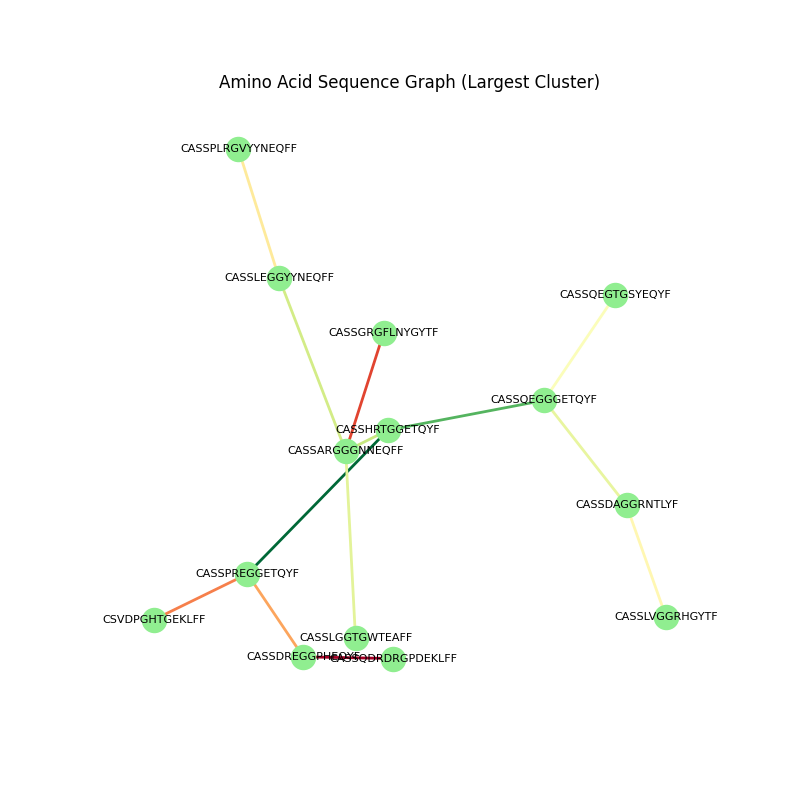 Amino Acid Sequence Graph (Largest Cluster)
CASSPLRGVYYNEQFF
CASSLEGGYYNEQFF
CASSQEGTGSYEQYF
CASSGRGFLNYGYTF
CASSQEGGGETQYF
CASSHRTGGETQYF
CASSARGGGNNEQFF
CASSDAGGRNTLYF
CASSPREGGETQYF
CASSLVGGRHGYTF
CSVDPGHTGEKLFF
CASSLGGTGWTEAFF
CASSQDRDRGPDEKLFF